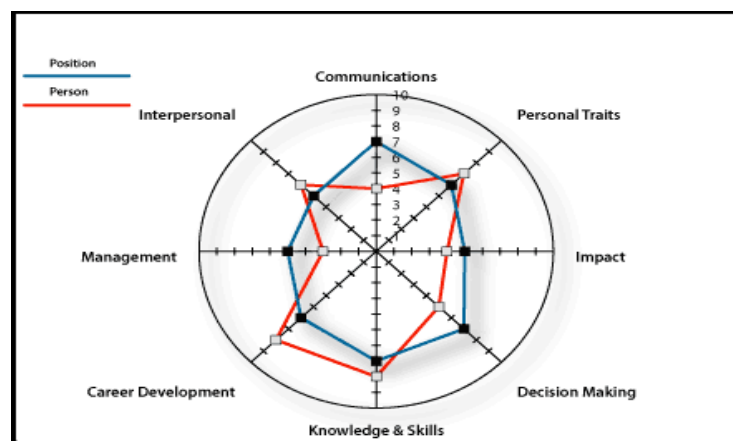 Position
Person
Communications
Interpersonal
Personal Traits
10
9
8
7
6
5
4
3
2
1
Management
Impact
Career Development
Decision Making
Knowledge & Skills